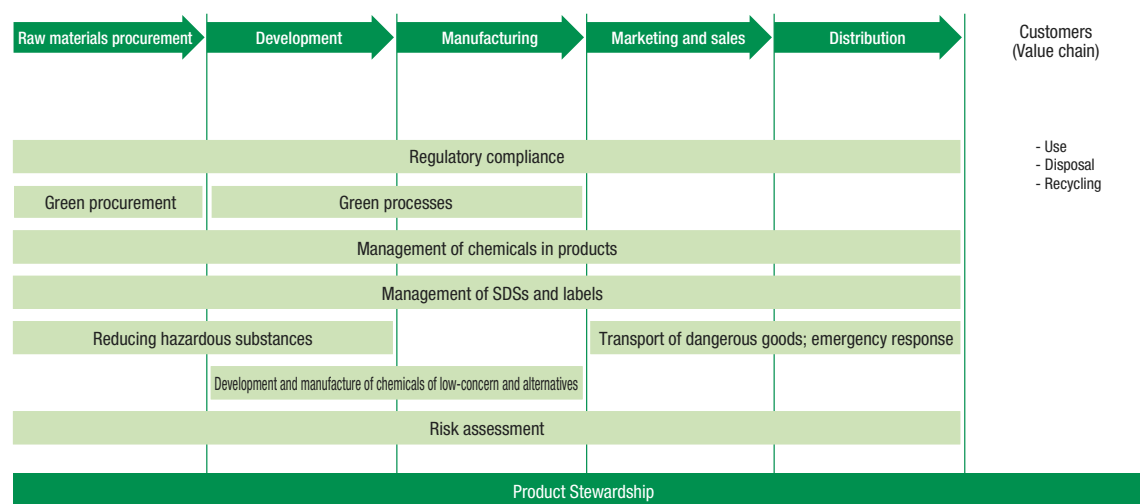 Raw materials procurement
Development
Manufacturing
Marketing and sales
Distribution
Customers
(Value chain)
Regulatory compliance
- Use
- Disposal
- Recycling
Green procurement
Green processes
Management of chemicals in products
Management of SDSs and labels
Reducing hazardous substances
Transport of dangerous goods; emergency response
Development and manufacture of chemicals of low-concern and alternatives
Risk assessment
Product Stewardship